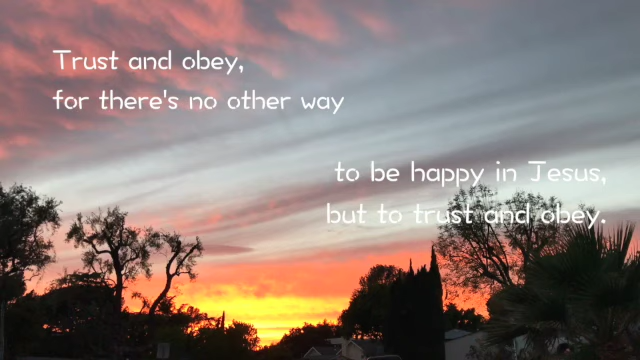 Trust and obey,
for there's no other way
to be happy in Jesus,
but to trust and obey.